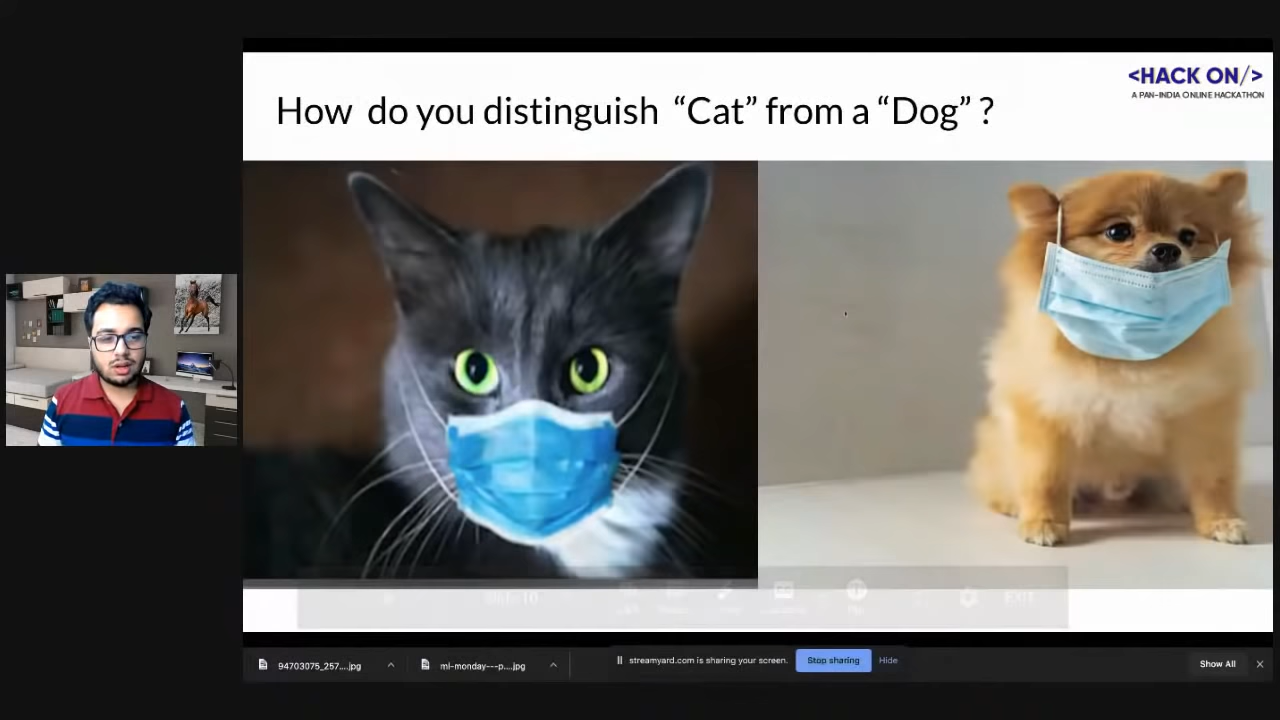 <HACK ON/>
A PAN-INDIA ONLINE HACKATHON
How do you distinguish “Cat” from a “Dog” ?
EXIT
94703075_257....jpg
ml-monday---p....jpg
streamyard.com is sharing your screen.
Stop sharing
Hide
Show All